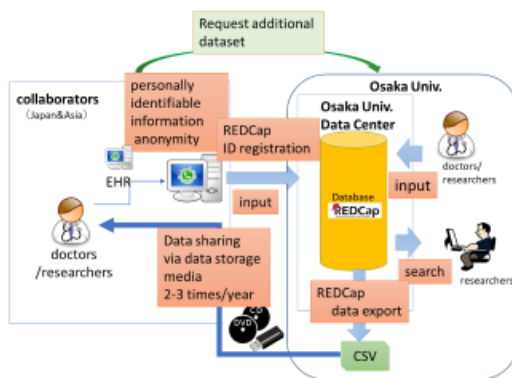 Request additional
dataset
collaborators
(Japan&Asia)
personally
identifiable
information
anonymity
EHR
doctors
/researchers
REDCap
ID registration
input
Data sharing
via data storage
media
2-3 times/year
CD
DVD
Osaka Univ.
Osaka Univ.
Data Center
Database
REDCap
doctors/
researchers
input
search
researchers
REDCap
data export
CSV